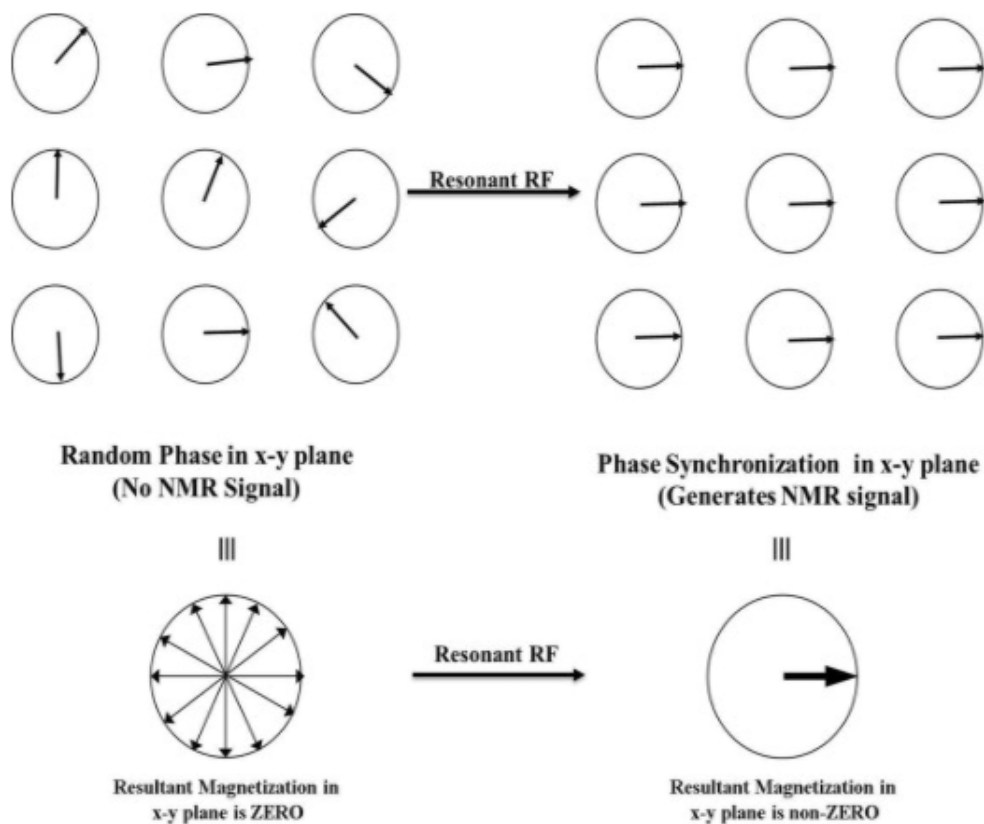 Resonant RF
Random Phase in x-y plane
(No NMR Signal)
Phase Synchronization in x-y plane
(Generates NMR signal)
Resonant RF
Resultant Magnetization in
x-y plane is ZERO
Resultant Magnetization in
x-y plane is non-ZERO